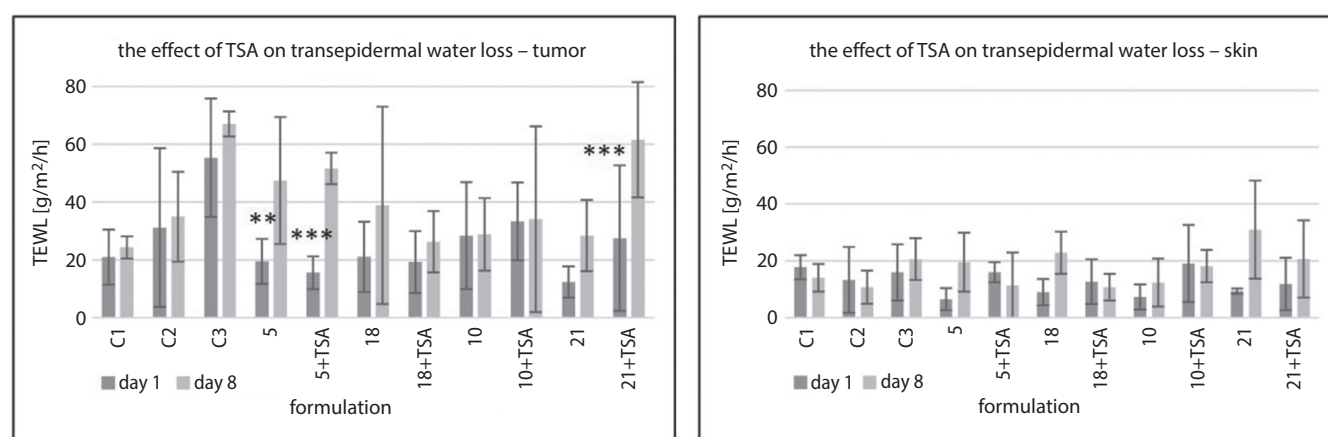 the effect of TSA on transepidermal water loss – tumor
TEWL [g/m²/h]
80
60
40
20
0
**
***
***
C1
C2
C3
5
5+TSA
18
18+TSA
10
10+TSA
21
21+TSA
day 1 day 8
formulation
the effect of TSA on transepidermal water loss – skin
TEWL [g/m²/h]
80
60
40
20
0
C1
C2
C3
5
5+TSA
18
18+TSA
10
10+TSA
21
21+TSA
day 1 day 8
formulation